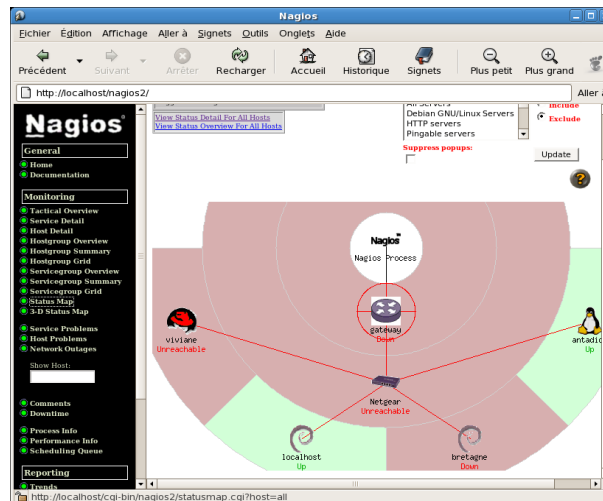 Nagios
Fichier Édition Affichage Aller à Signets Outils Onglets Aide
Précédent Suivant Arrêter Recharger Accueil Historique Signets Plus petit Plus grand
http://localhost/nagios2/ Aller à
Nagios®
General
Home
Documentation
Monitoring
Tactical Overview
Service Detail
Host Detail
Hostgroup Overview
Hostgroup Summary
Hostgroup Grid
Servicegroup Overview
Servicegroup Summary
Servicegroup Grid
Status Map
3-D Status Map
Service Problems
Host Problems
Network Outages
Show Host:
Comments
Downtime
Process Info
Performance Info
Scheduling Queue
Reporting
Trends
View Status Detail For All Hosts
View Status Overview For All Hosts
All Servers
Debian GNU/Linux Servers
HTTP servers
Pingable servers
Include
Exclude
Suppress popups:
Update
Nagios™
Nagios Process
gateway
Down
viviane
Unreachable
antadic
Up
Netgear
Unreachable
localhost
Up
bretagne
Down
http://localhost/cgi-bin/nagios2/statusmap.cgi?host=all